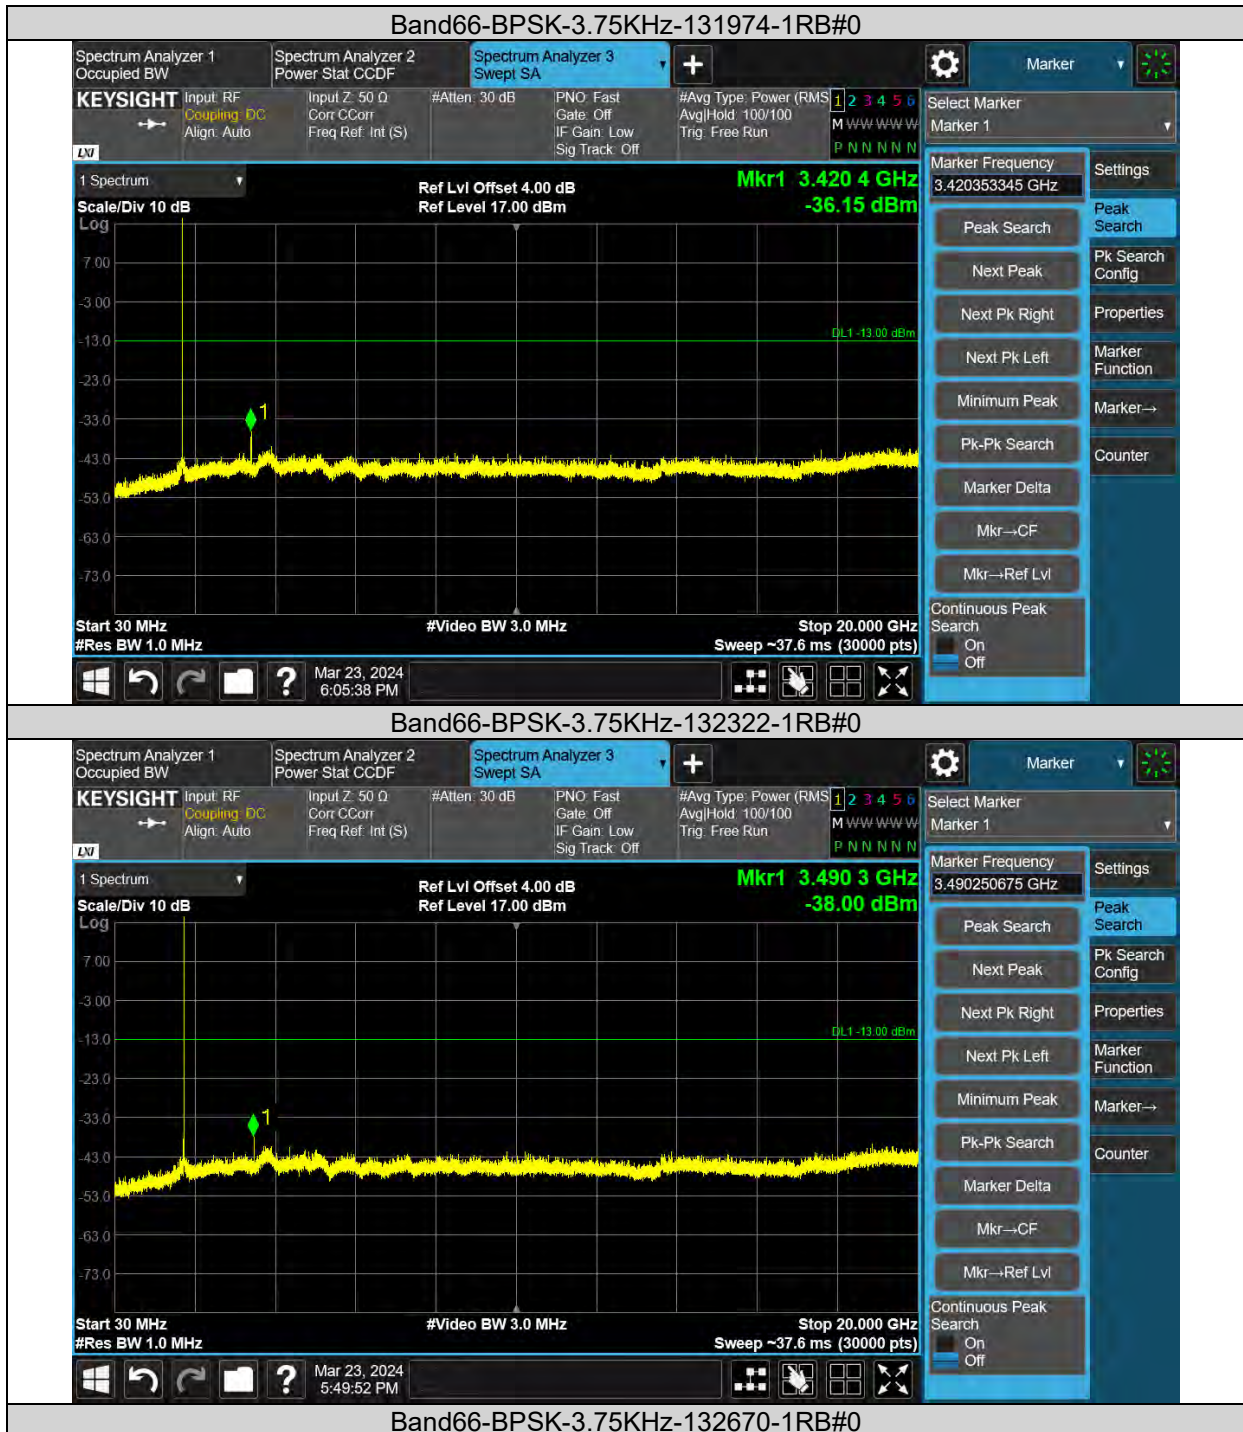 Band66-BPSK-3.75KHz-131974-1RB#0
Spectrum Analyzer 1
Occupied BW
Spectrum Analyzer 2
Power Stat CCDF
Spectrum Analyzer 3
Swept SA
Marker
KEYSIGHT
Input: RF
Coupling: DC
Align: Auto
Input Z: 50 Ω
Corr CCorr
Freq Ref: Int (S)
#Atten: 30 dB
PNO: Fast
Gate: Off
IF Gain: Low
Sig Track: Off
#Avg Type: Power (RMS
Avg|Hold: 100/100
Trig: Free Run
1 2 3 4 5 6
M W W W W W
P N N N N N
LXI
Select Marker
Marker 1
1 Spectrum
Scale/Div 10 dB
Log
Ref Lvl Offset 4.00 dB
Ref Level 17.00 dBm
Mkr1 3.420 4 GHz
-36.15 dBm
7.00
-3.00
-13.0
-23.0
-33.0
-43.0
-53.0
-63.0
-73.0
DL1 -13.00 dBm
1
Start 30 MHz
#Res BW 1.0 MHz
#Video BW 3.0 MHz
Stop 20.000 GHz
Sweep ~37.6 ms (30000 pts)
Marker Frequency
3.420353345 GHz
Peak Search
Next Peak
Next Pk Right
Next Pk Left
Minimum Peak
Pk-Pk Search
Marker Delta
Mkr→CF
Mkr→Ref Lvl
Continuous Peak
Search
On
Off
Settings
Peak
Search
Pk Search
Config
Properties
Marker
Function
Marker→
Counter
?
Mar 23, 2024
6:05:38 PM
Band66-BPSK-3.75KHz-132322-1RB#0
Spectrum Analyzer 1
Occupied BW
Spectrum Analyzer 2
Power Stat CCDF
Spectrum Analyzer 3
Swept SA
Marker
KEYSIGHT
Input: RF
Coupling: DC
Align: Auto
Input Z: 50 Ω
Corr CCorr
Freq Ref: Int (S)
#Atten: 30 dB
PNO: Fast
Gate: Off
IF Gain: Low
Sig Track: Off
#Avg Type: Power (RMS
Avg|Hold: 100/100
Trig: Free Run
1 2 3 4 5 6
M W W W W W
P N N N N N
LXI
Select Marker
Marker 1
1 Spectrum
Scale/Div 10 dB
Log
Ref Lvl Offset 4.00 dB
Ref Level 17.00 dBm
Mkr1 3.490 3 GHz
-38.00 dBm
7.00
-3.00
-13.0
-23.0
-33.0
-43.0
-53.0
-63.0
-73.0
DL1 -13.00 dBm
1
Start 30 MHz
#Res BW 1.0 MHz
#Video BW 3.0 MHz
Stop 20.000 GHz
Sweep ~37.6 ms (30000 pts)
Marker Frequency
3.490250675 GHz
Peak Search
Next Peak
Next Pk Right
Next Pk Left
Minimum Peak
Pk-Pk Search
Marker Delta
Mkr→CF
Mkr→Ref Lvl
Continuous Peak
Search
On
Off
Settings
Peak
Search
Pk Search
Config
Properties
Marker
Function
Marker→
Counter
?
Mar 23, 2024
5:49:52 PM
Band66-BPSK-3.75KHz-132670-1RB#0